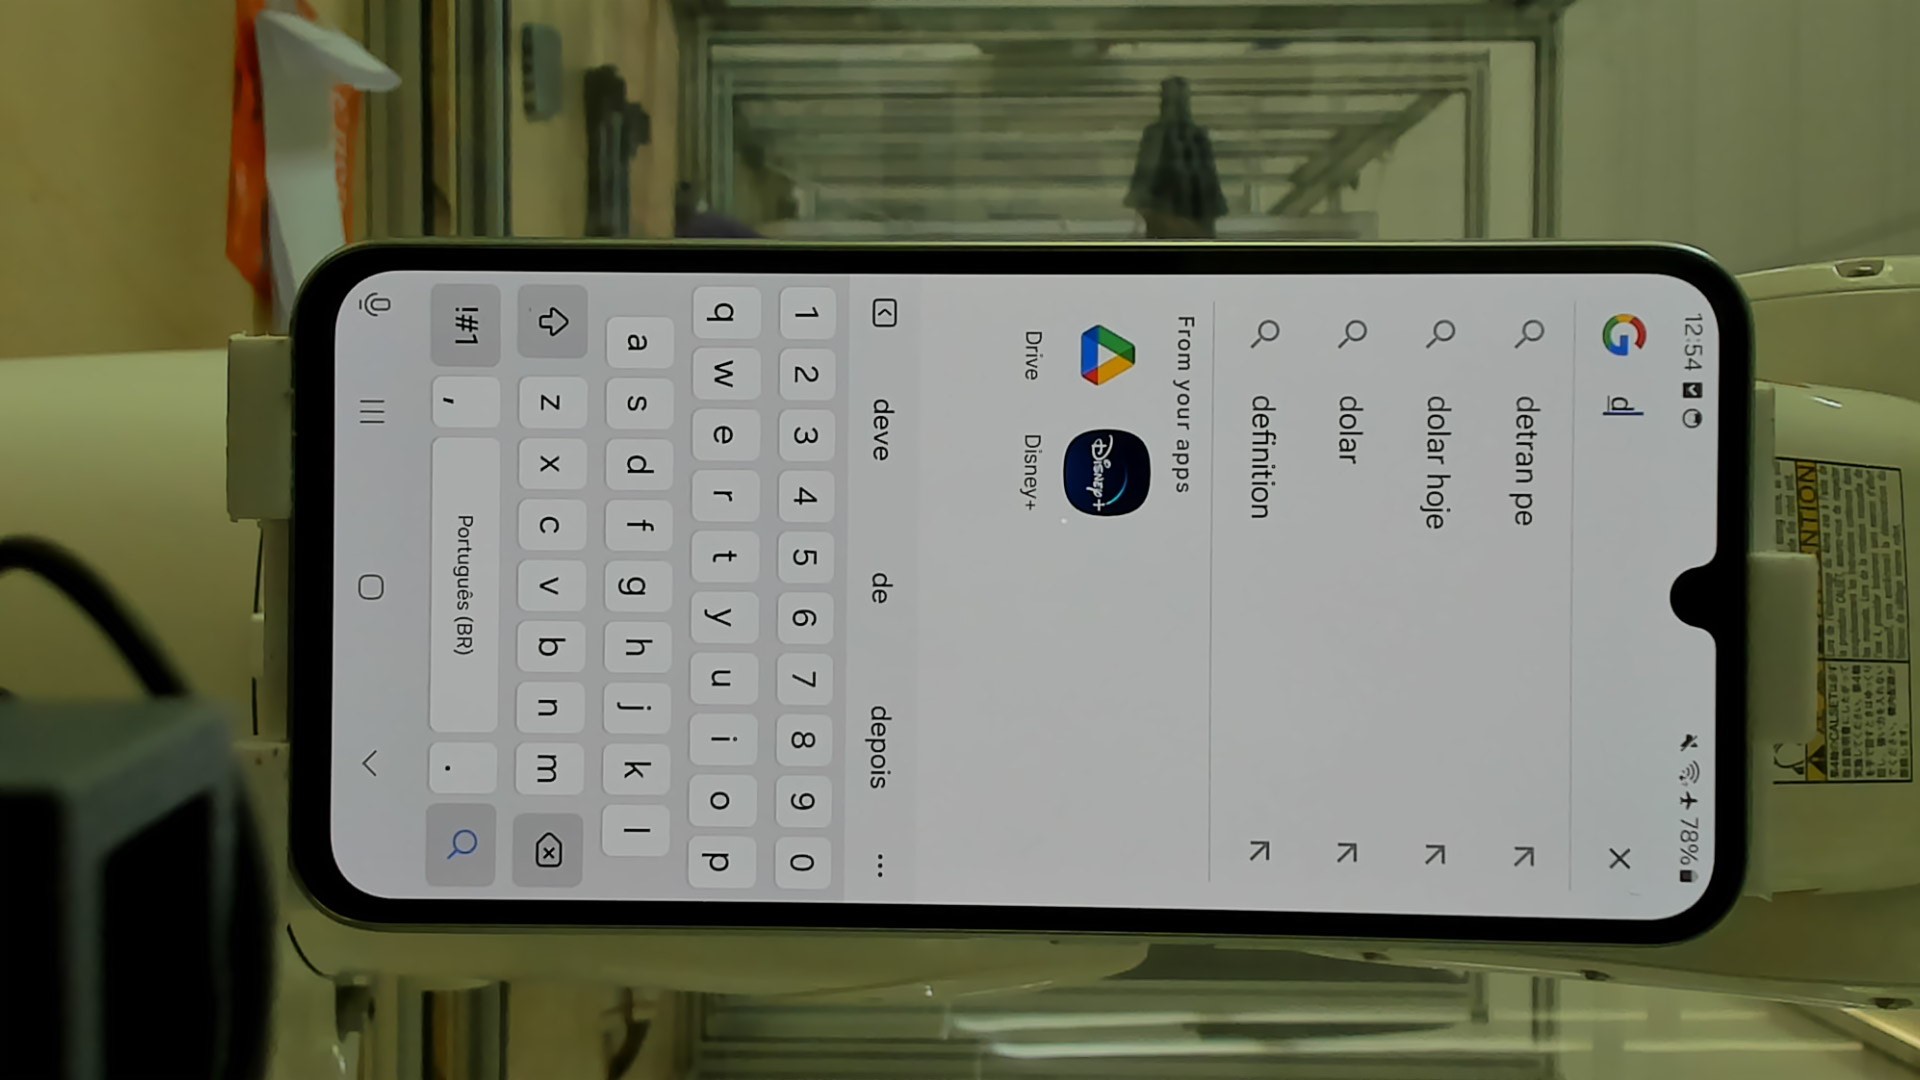 12:54 78%
d
detran pe
dolar hoje
dolar
definition
From your apps
Disney+
Drive Disney+
deve de depois ...
1 2 3 4 5 6 7 8 9 0
q w e r t y u i o p
a s d f g h j k l
z x c v b n m
!#1 , Português (BR) .